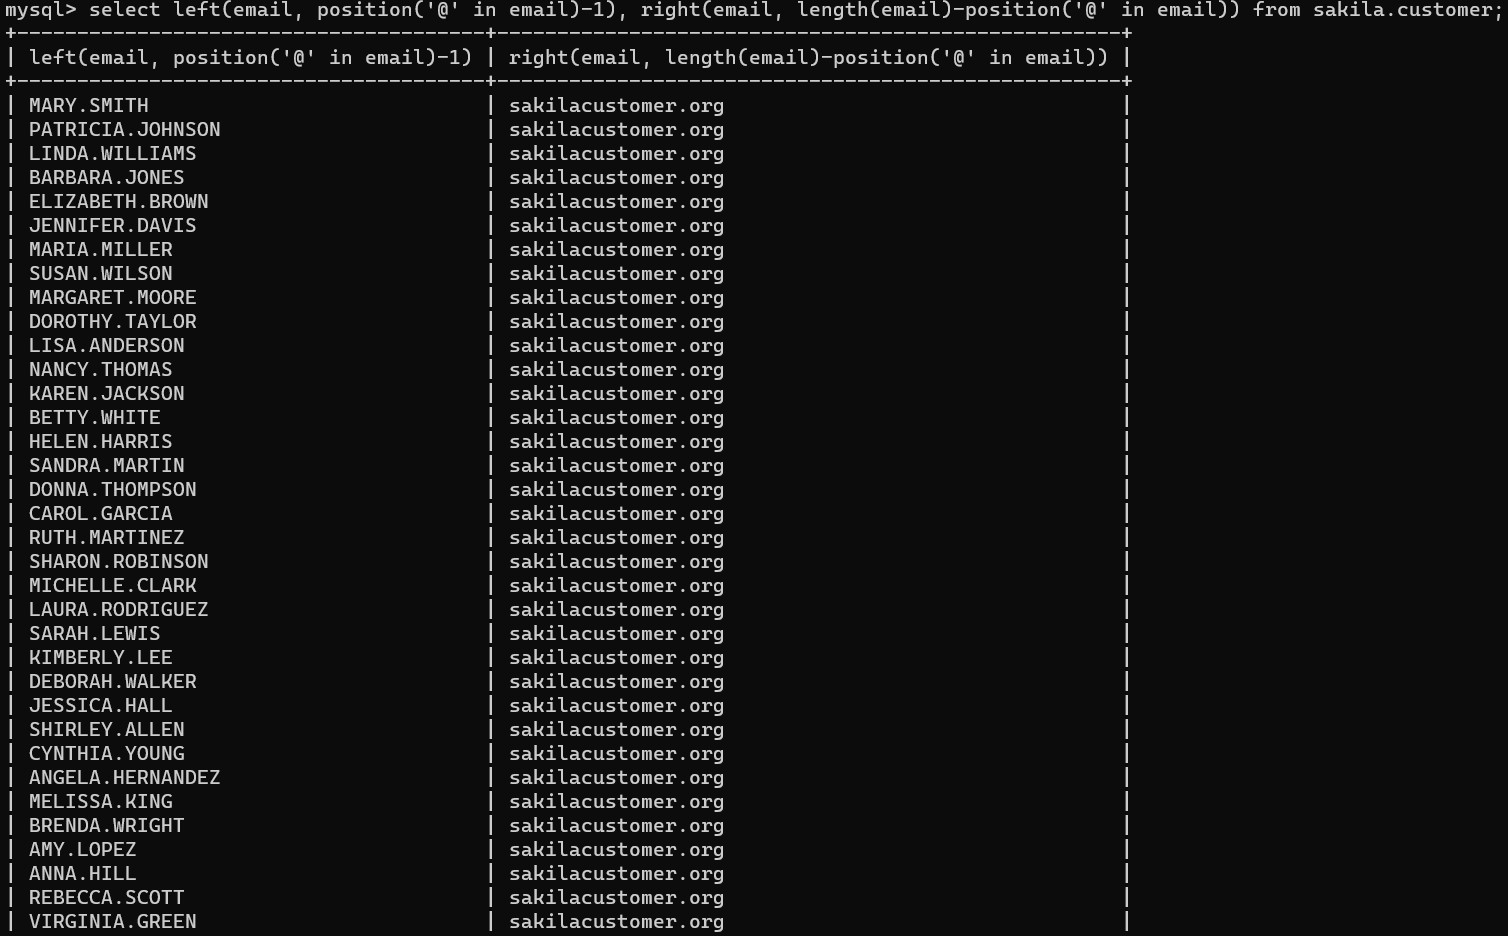 mysql> select left(email, position('@' in email)-1), right(email, length(email)-position('@' in email)) from sakila.customer;
+---------------------------------------+----------------------------------------------------+
| left(email, position('@' in email)-1) | right(email, length(email)-position('@' in email)) |
+---------------------------------------+----------------------------------------------------+
| MARY.SMITH                            | sakilacustomer.org                                 |
| PATRICIA.JOHNSON                      | sakilacustomer.org                                 |
| LINDA.WILLIAMS                        | sakilacustomer.org                                 |
| BARBARA.JONES                         | sakilacustomer.org                                 |
| ELIZABETH.BROWN                       | sakilacustomer.org                                 |
| JENNIFER.DAVIS                        | sakilacustomer.org                                 |
| MARIA.MILLER                          | sakilacustomer.org                                 |
| SUSAN.WILSON                          | sakilacustomer.org                                 |
| MARGARET.MOORE                        | sakilacustomer.org                                 |
| DOROTHY.TAYLOR                        | sakilacustomer.org                                 |
| LISA.ANDERSON                         | sakilacustomer.org                                 |
| NANCY.THOMAS                          | sakilacustomer.org                                 |
| KAREN.JACKSON                         | sakilacustomer.org                                 |
| BETTY.WHITE                           | sakilacustomer.org                                 |
| HELEN.HARRIS                          | sakilacustomer.org                                 |
| SANDRA.MARTIN                         | sakilacustomer.org                                 |
| DONNA.THOMPSON                        | sakilacustomer.org                                 |
| CAROL.GARCIA                          | sakilacustomer.org                                 |
| RUTH.MARTINEZ                         | sakilacustomer.org                                 |
| SHARON.ROBINSON                       | sakilacustomer.org                                 |
| MICHELLE.CLARK                        | sakilacustomer.org                                 |
| LAURA.RODRIGUEZ                       | sakilacustomer.org                                 |
| SARAH.LEWIS                           | sakilacustomer.org                                 |
| KIMBERLY.LEE                          | sakilacustomer.org                                 |
| DEBORAH.WALKER                        | sakilacustomer.org                                 |
| JESSICA.HALL                          | sakilacustomer.org                                 |
| SHIRLEY.ALLEN                         | sakilacustomer.org                                 |
| CYNTHIA.YOUNG                         | sakilacustomer.org                                 |
| ANGELA.HERNANDEZ                      | sakilacustomer.org                                 |
| MELISSA.KING                          | sakilacustomer.org                                 |
| BRENDA.WRIGHT                         | sakilacustomer.org                                 |
| AMY.LOPEZ                             | sakilacustomer.org                                 |
| ANNA.HILL                             | sakilacustomer.org                                 |
| REBECCA.SCOTT                         | sakilacustomer.org                                 |
| VIRGINIA.GREEN                        | sakilacustomer.org                                 |